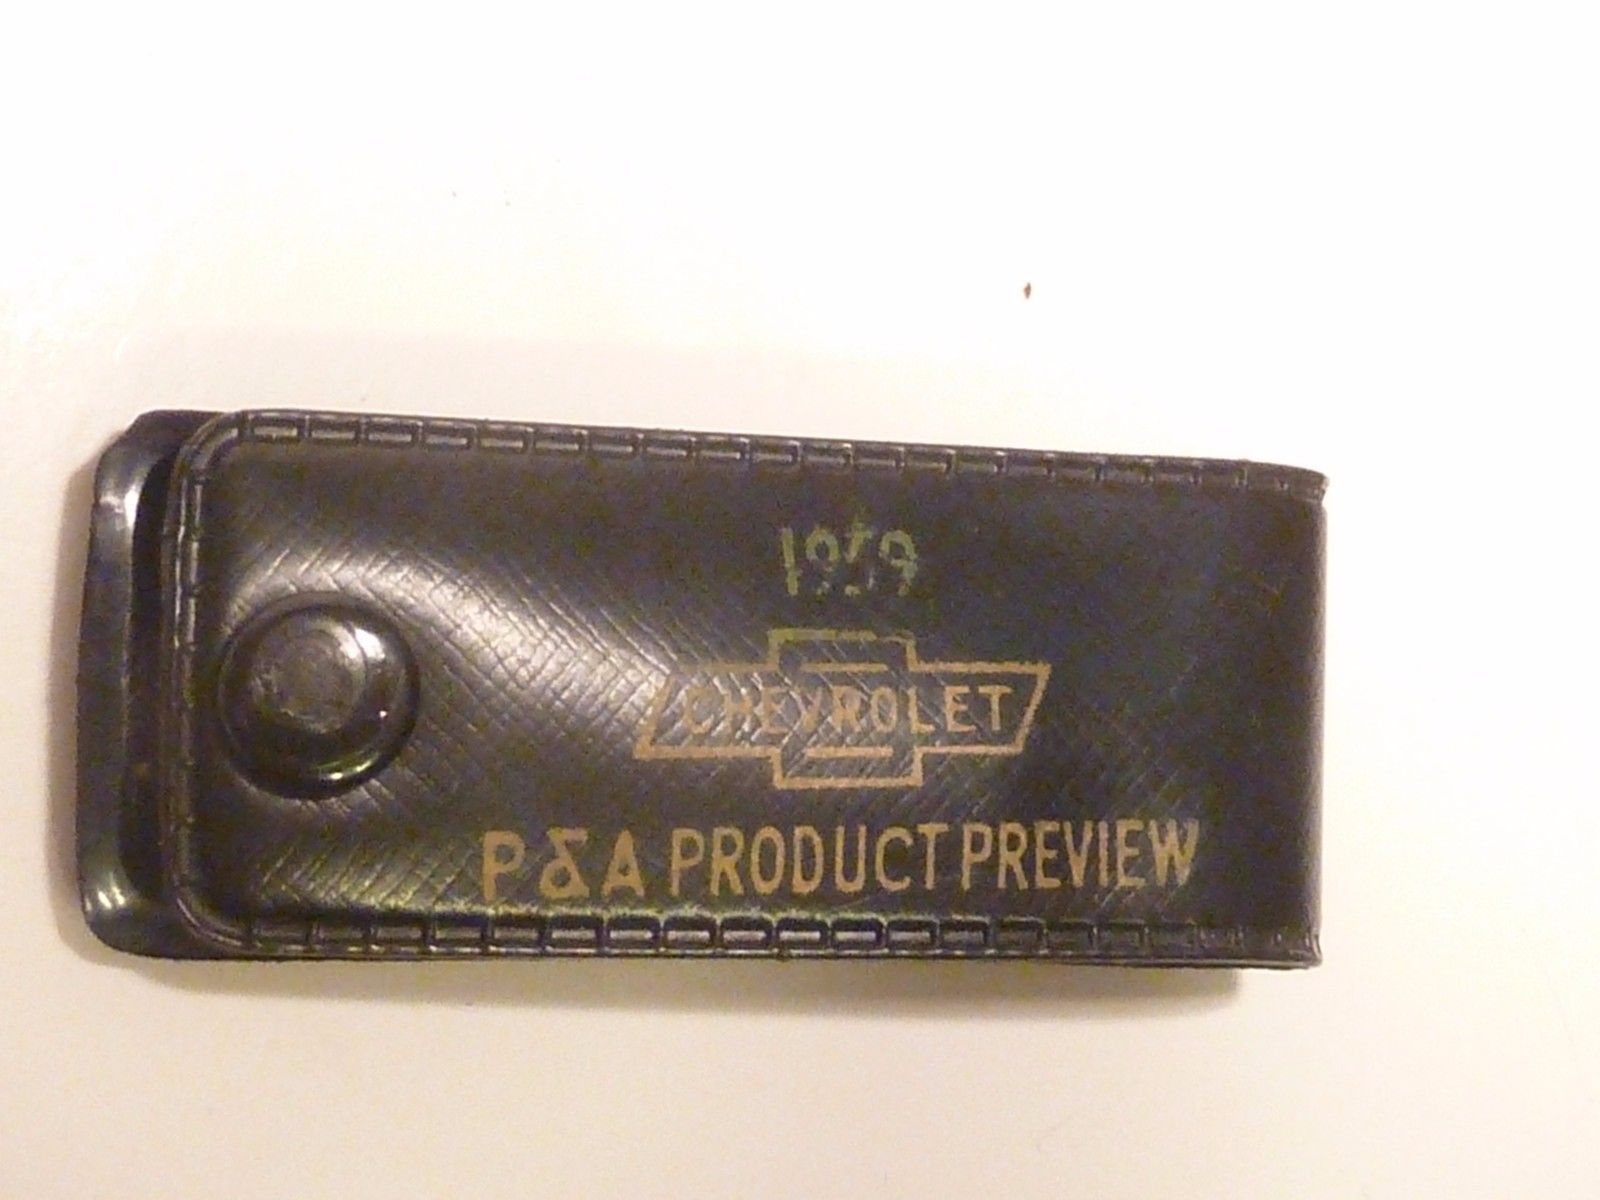 1959
CHEVROLET
P&A PRODUCT PREVIEW